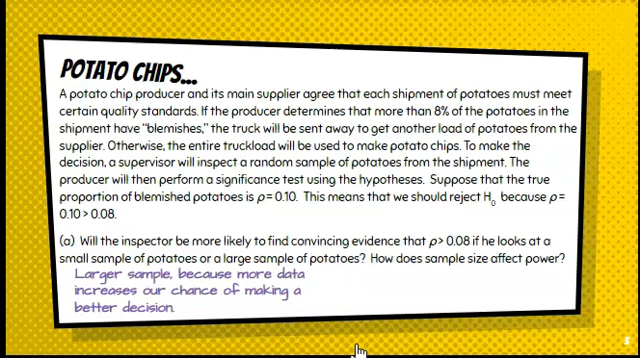 POTATO CHIPS...
A potato chip producer and its main supplier agree that each shipment of potatoes must meet
certain quality standards. If the producer determines that more than 8% of the potatoes in the
shipment have "blemishes," the truck will be sent away to get another load of potatoes from the
supplier. Otherwise, the entire truckload will be used to make potato chips. To make the
decision, a supervisor will inspect a random sample of potatoes from the shipment. The
producer will then perform a significance test using the hypotheses. Suppose that the true
proportion of blemished potatoes is ρ= 0.10. This means that we should reject H₀ because ρ=
0.10 > 0.08.
(a) Will the inspector be more likely to find convincing evidence that ρ> 0.08 if he looks at a
small sample of potatoes or a large sample of potatoes? How does sample size affect power?
Larger sample, because more data
increases our chance of making a
better decision.
3